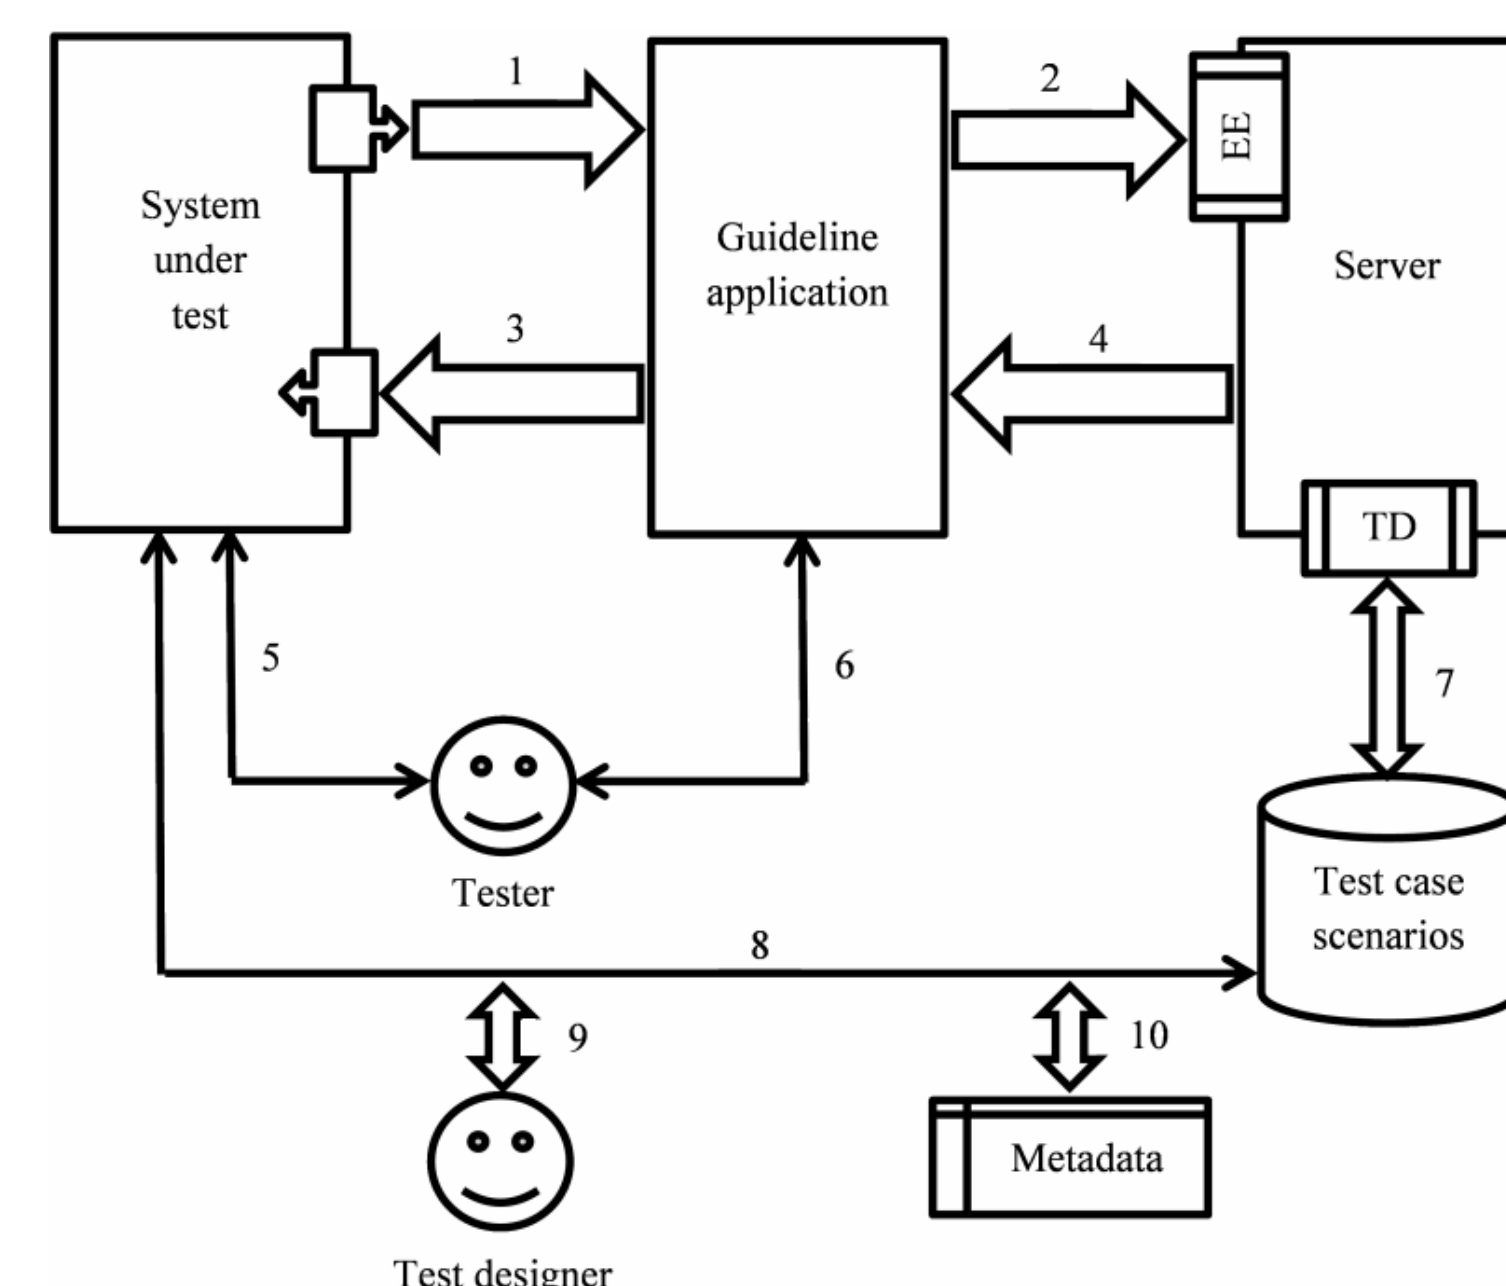 1
2
EE
System
under
test
Guideline
application
Server
3
4
TD
5
6
7
Tester
Test case
scenarios
8
9
10
Metadata
Test designer